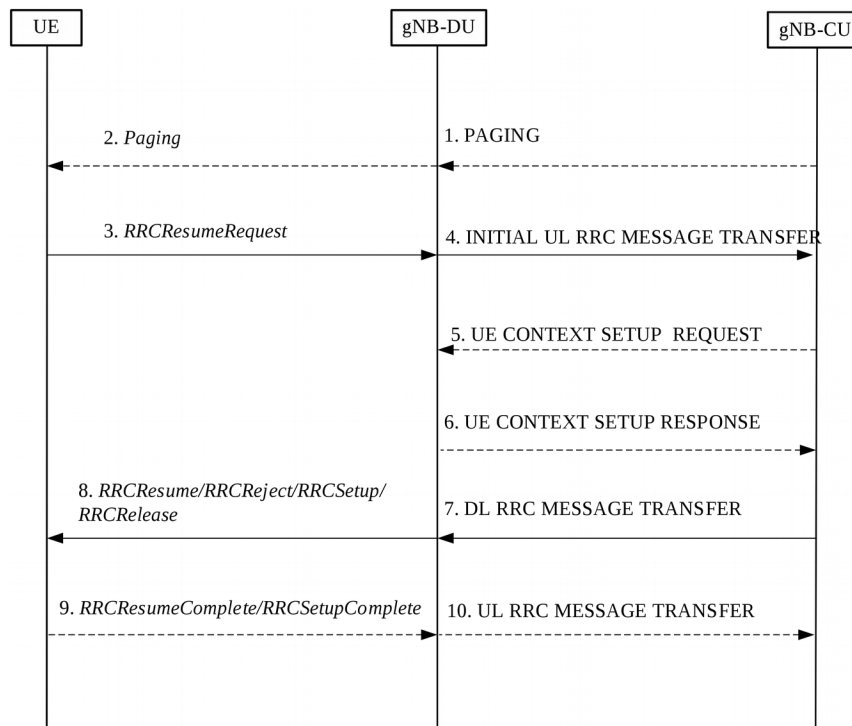 UE
gNB-DU
gNB-CU
2. Paging
1. PAGING
3. RRCResumeRequest
4. INITIAL UL RRC MESSAGE TRANSFER
5. UE CONTEXT SETUP  REQUEST
6. UE CONTEXT SETUP RESPONSE
8. RRCResume/RRCReject/RRCSetup/
RRCRelease
7. DL RRC MESSAGE TRANSFER
9. RRCResumeComplete/RRCSetupComplete
10. UL RRC MESSAGE TRANSFER